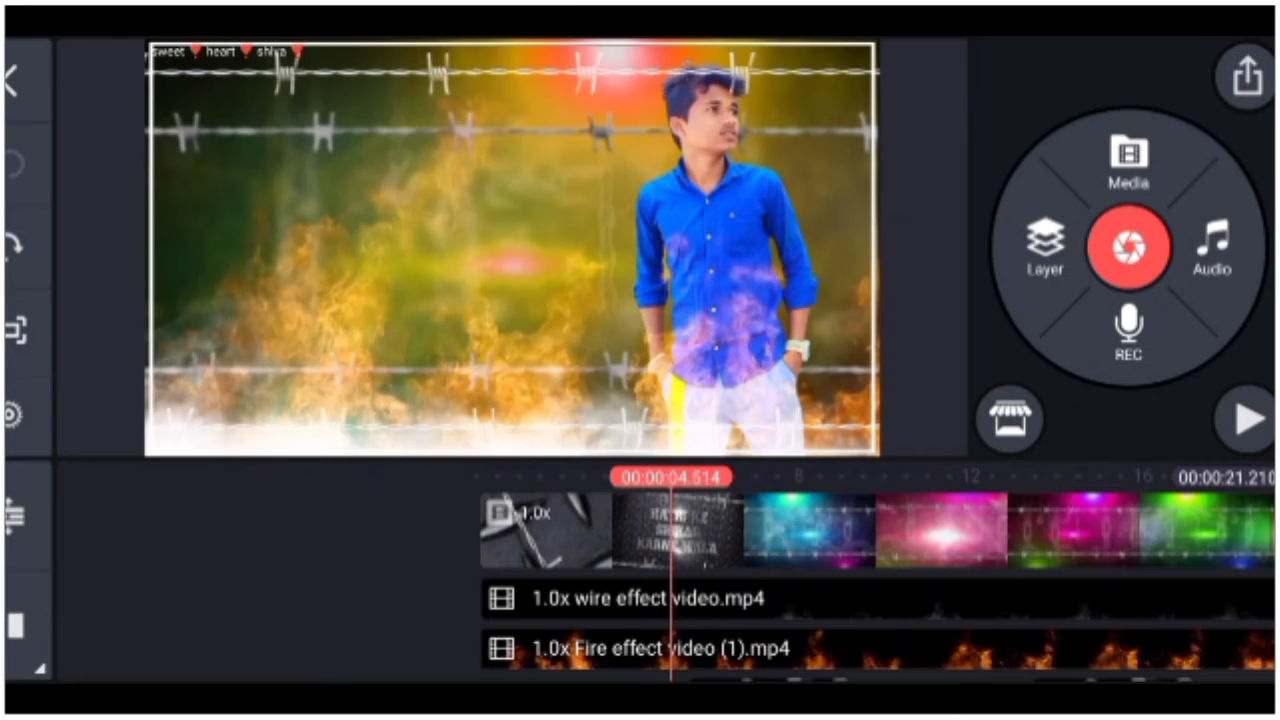 sweet ❤️ heart ❤️ shiva ❤️
Media
Layer
Audio
REC
00:00:04.514
8
12
16
00:00:21.210
1.0x
1.0x wire effect video.mp4
1.0x Fire effect video (1).mp4